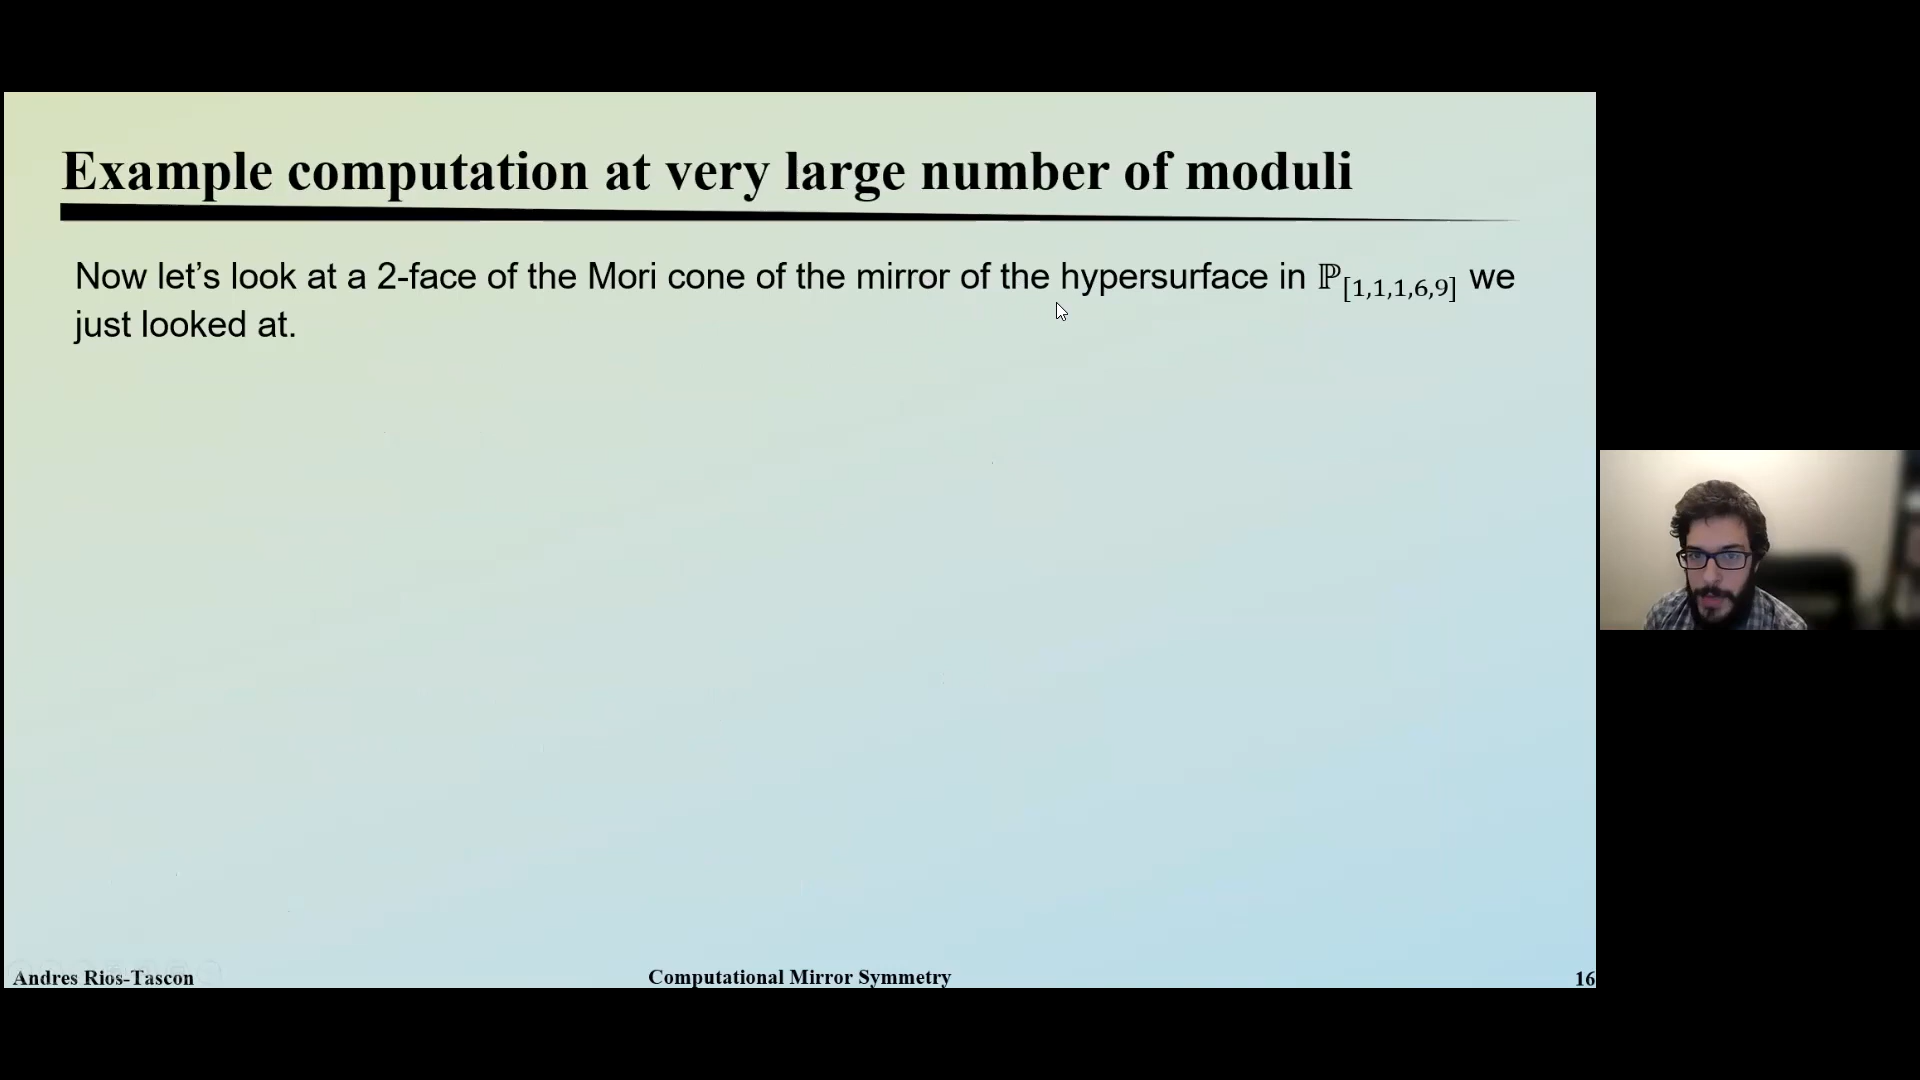 Example computation at very large number of moduli
Now let’s look at a 2-face of the Mori cone of the mirror of the hypersurface in ℙ[1,1,1,6,9] we
just looked at.
Andres Rios-Tascon
Computational Mirror Symmetry
16